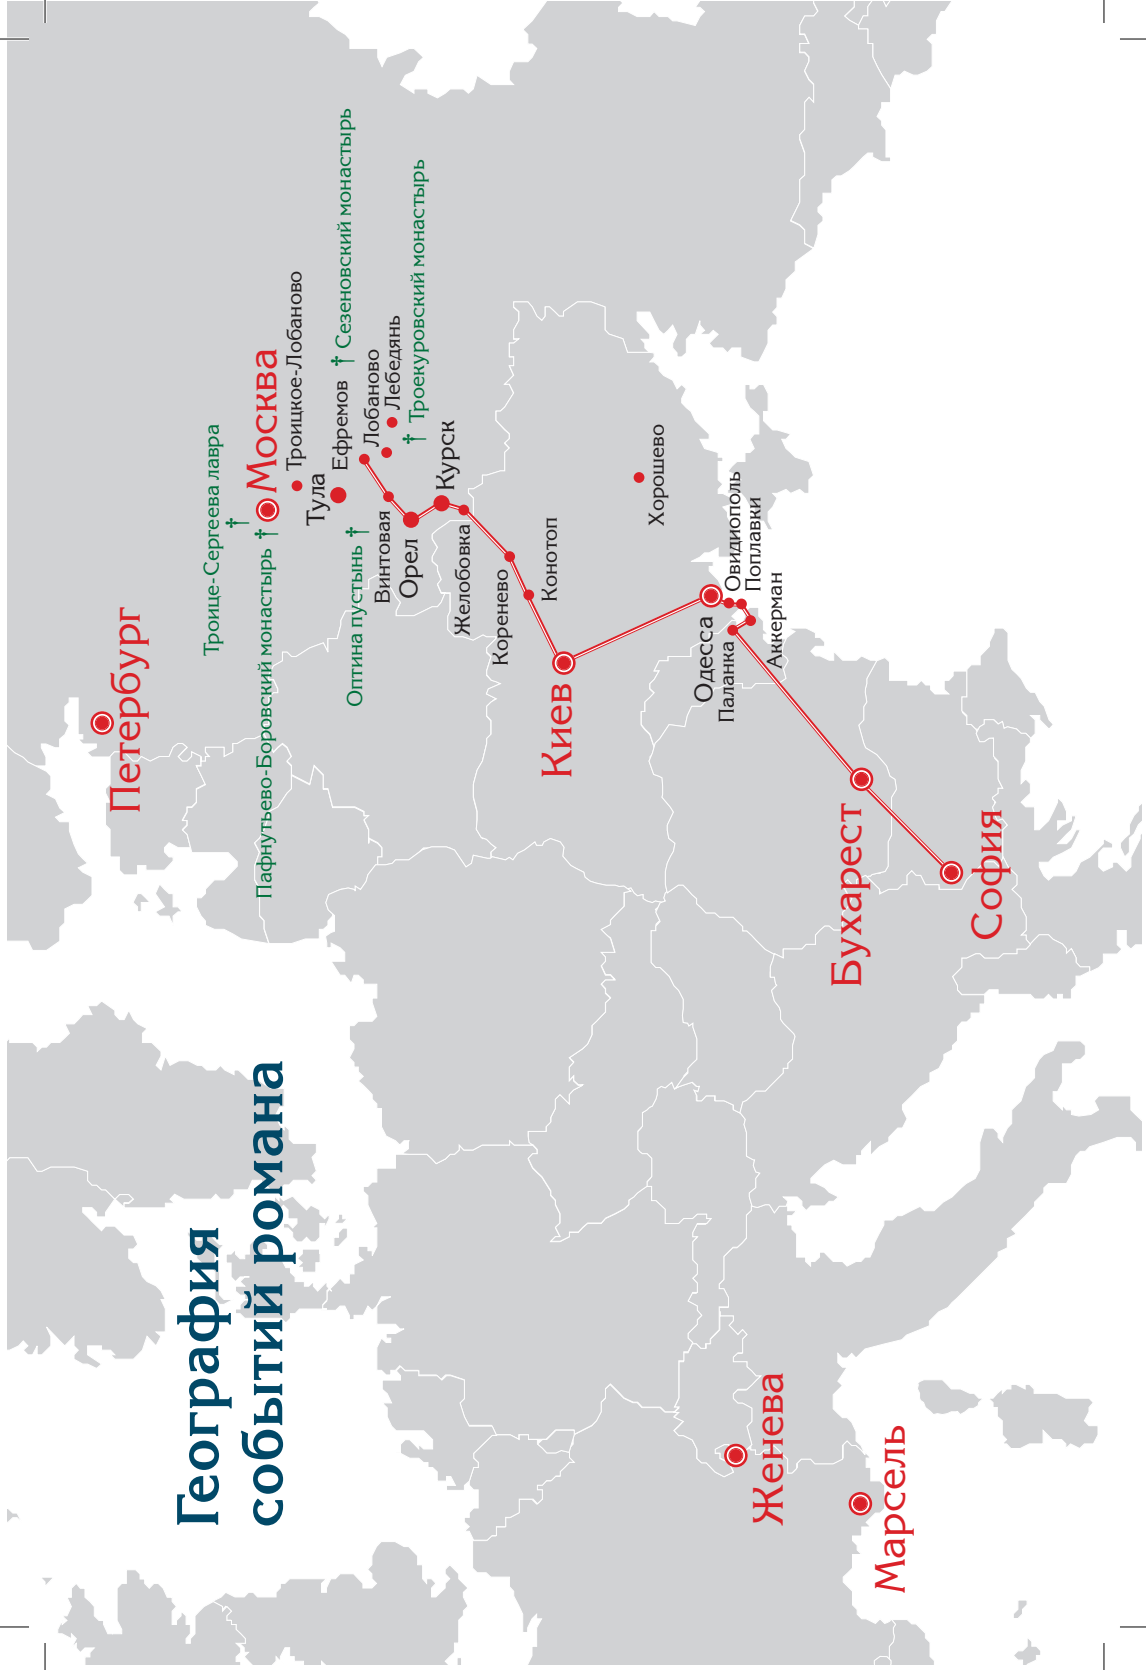 География
событий романа
Петербург
Троице-Сергеева лавра
Москва
Пафнутьево-Боровский монастырь
Троицкое-Лобаново
Тула
Ефремов
Сезеновский монастырь
Оптина пустынь
Лобаново
Лебедянь
Троекуровский монастырь
Винтовая
Орел
Курск
Желобовка
Коренево
Конотоп
Киев
Хорошево
Одесса
Овидиополь
Поплавки
Паланка
Аккерман
Бухарест
София
Женева
Марсель